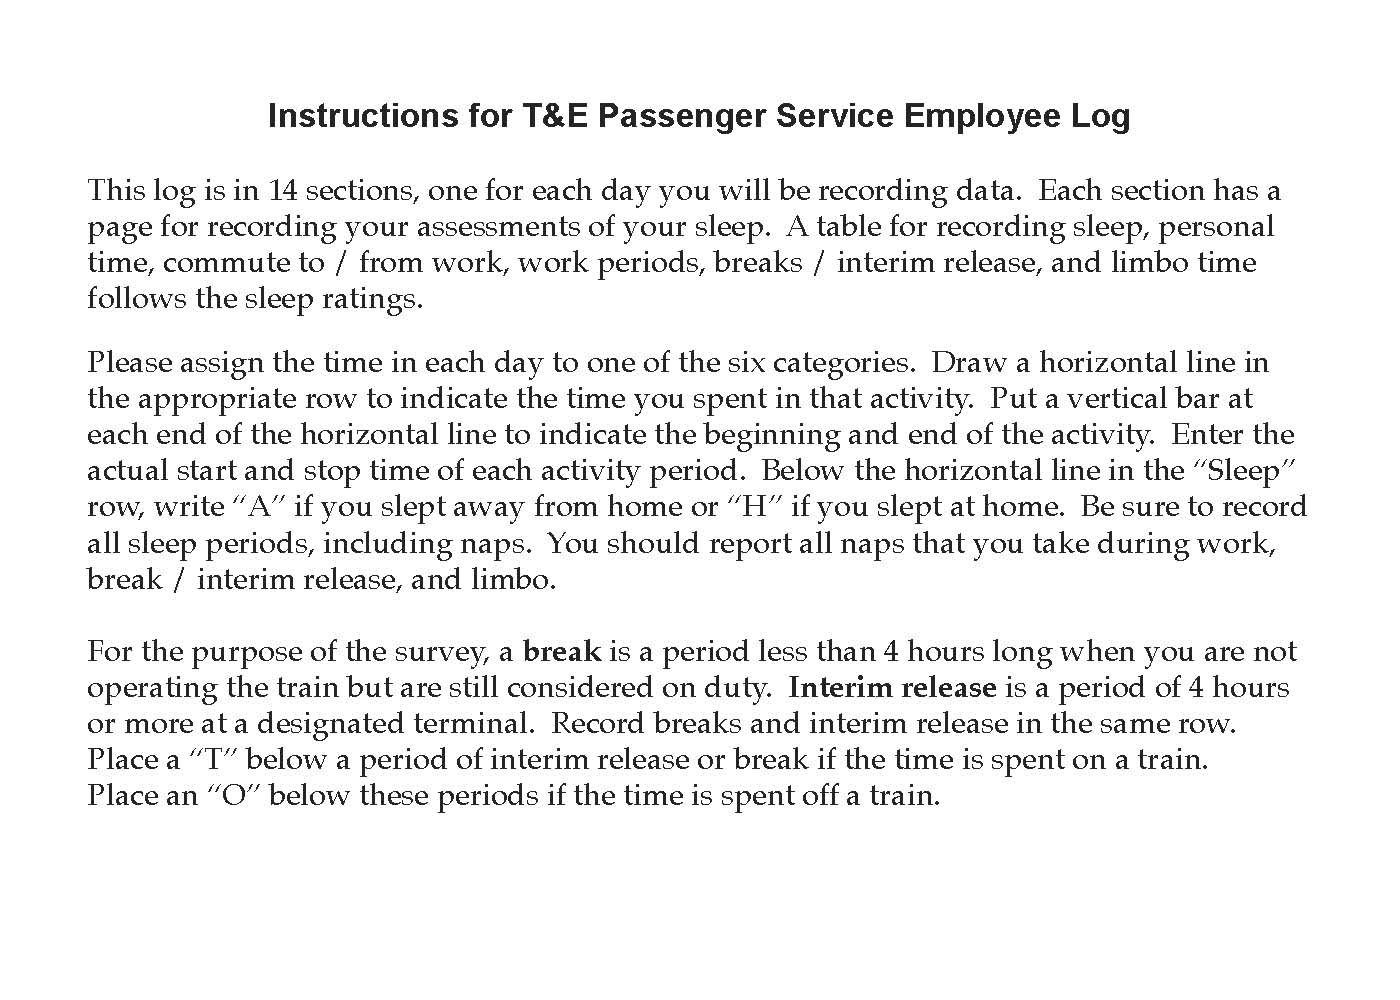 Instructions for T&E Passenger Service Employee Log
This log is in 14 sections, one for each day you will be recording data.  Each section has a
page for recording your assessments of your sleep.  A table for recording sleep, personal
time, commute to / from work, work periods, breaks / interim release, and limbo time
follows the sleep ratings.
Please assign the time in each day to one of the six categories.  Draw a horizontal line in
the appropriate row to indicate the time you spent in that activity.  Put a vertical bar at
each end of the horizontal line to indicate the beginning and end of the activity.  Enter the
actual start and stop time of each activity period.  Below the horizontal line in the “Sleep”
row, write “A” if you slept away from home or “H” if you slept at home.  Be sure to record
all sleep periods, including naps.  You should report all naps that you take during work,
break / interim release, and limbo.
For the purpose of the survey, a break is a period less than 4 hours long when you are not
operating the train but are still considered on duty.  Interim release is a period of 4 hours
or more at a designated terminal.  Record breaks and interim release in the same row.
Place a “T” below a period of interim release or break if the time is spent on a train.
Place an “O” below these periods if the time is spent off a train.